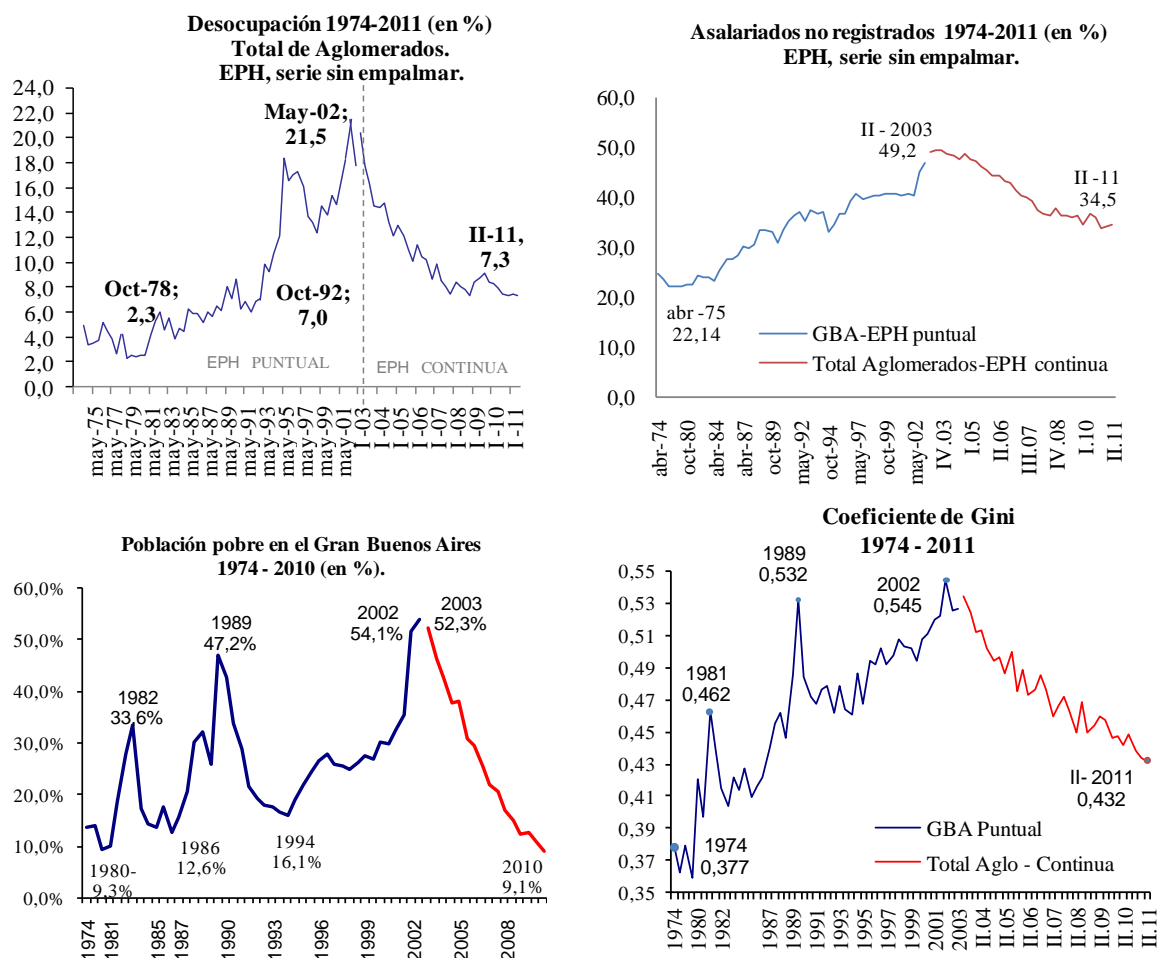 Desocupación 1974-2011 (en %)
Total de Aglomerados.
EPH, serie sin empalmar.
24,0
22,0
20,0
18,0
16,0
14,0
12,0
10,0
8,0
6,0
4,0
2,0
0,0
May-02;
21,5
Oct-78;
2,3
Oct-92;
7,0
II-11,
7,3
EPH PUNTUAL
EPH CONTINUA
may-75
may-77
may-79
may-81
may-83
may-85
may-87
may-89
may-91
may-93
may-95
may-97
may-99
may-01
I-03
I-04
I-05
I-06
I-07
I-08
I-09
I-10
I-11
Asalariados no registrados 1974-2011 (en %)
EPH, serie sin empalmar.
60,0
50,0
40,0
30,0
20,0
10,0
0,0
II - 2003
49,2
II -11
34,5
abr -75
22,14
GBA-EPH puntual
Total Aglomerados-EPH continua
abr-74
oct-80
abr-84
abr-87
oct-89
may-92
oct-94
may-97
oct-99
may-02
IV.03
I.05
II.06
III.07
IV.08
I.10
II.11
Población pobre en el Gran Buenos Aires
1974 - 2010 (en %).
60,0%
50,0%
40,0%
30,0%
20,0%
10,0%
0,0%
1982
33,6%
1989
47,2%
2002
54,1%
2003
52,3%
1980-
9,3%
1986
12,6%
1994
16,1%
2010
9,1%
1974
1981
1985
1987
1990
1993
1996
1999
2002
2005
2008
Coeficiente de Gini
1974 - 2011
0,55
0,53
0,51
0,49
0,47
0,45
0,43
0,41
0,39
0,37
0,35
1989
0,532
2002
0,545
1981
0,462
1974
0,377
II- 2011
0,432
GBA Puntual
Total Aglo - Continua
1974
1980
1982
1987
1989
1991
1993
1995
1997
1999
2001
2003
II.04
II.05
II.06
II.07
II.08
II.09
II.10
II.11